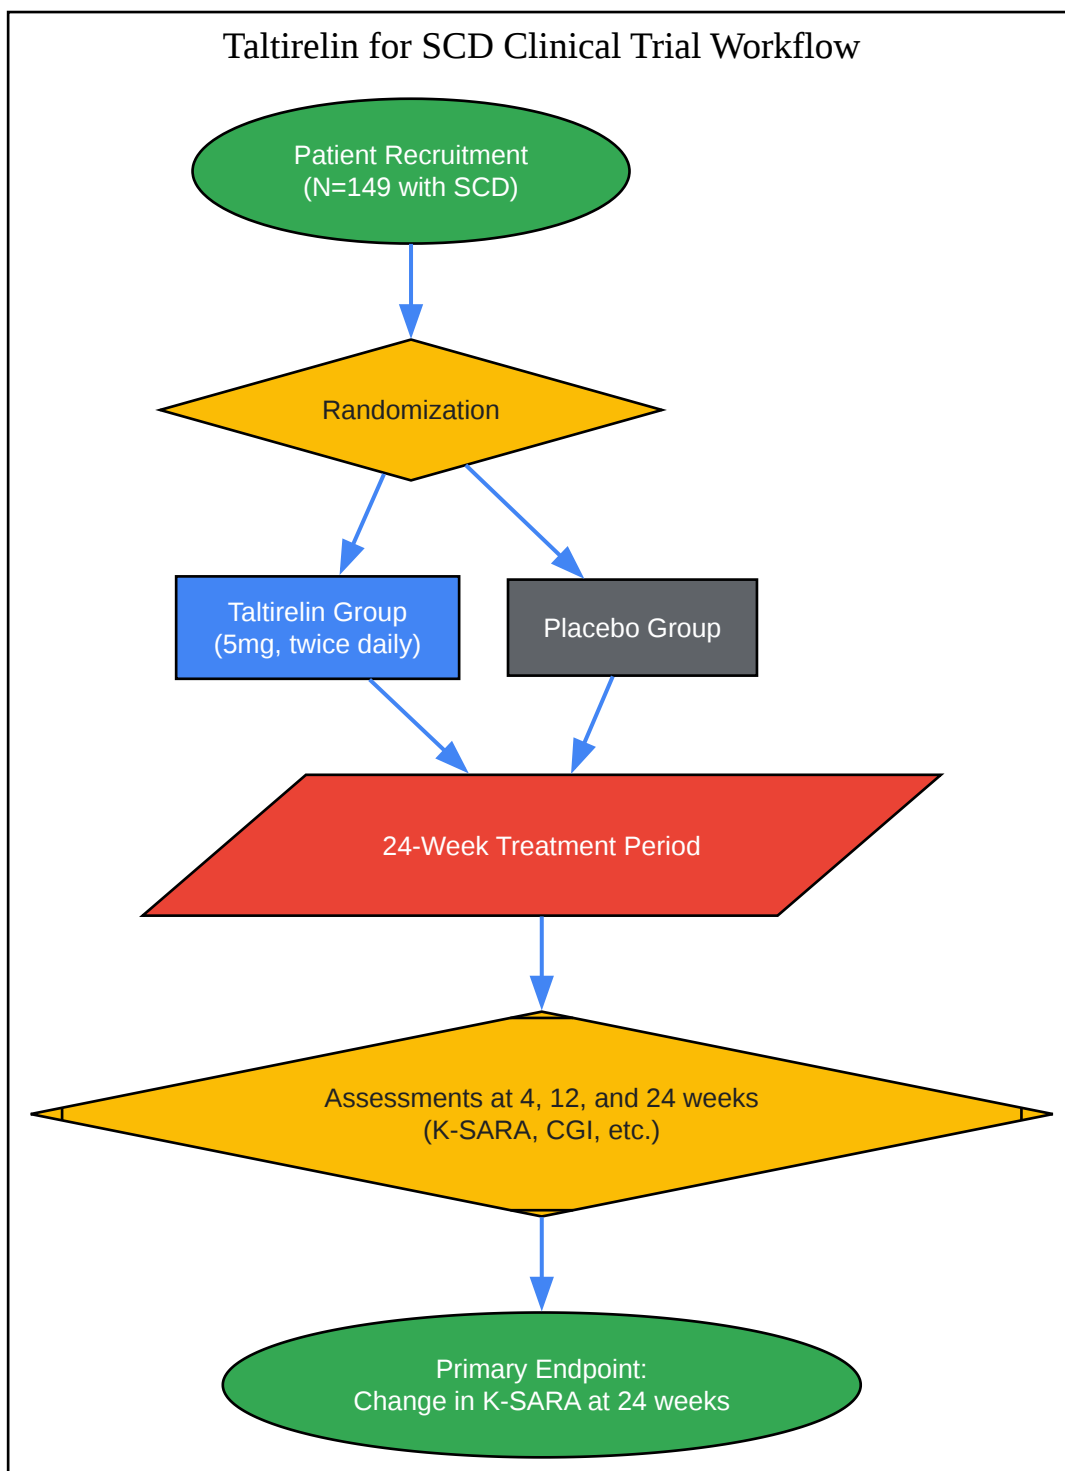 Taltirelin for SCD Clinical Trial Workflow
Patient Recruitment
(N=149 with SCD)
Randomization
Taltirelin Group
(5mg, twice daily)
Placebo Group
24-Week Treatment Period
Assessments at 4, 12, and 24 weeks
(K-SARA, CGI, etc.)
Primary Endpoint:
Change in K-SARA at 24 weeks